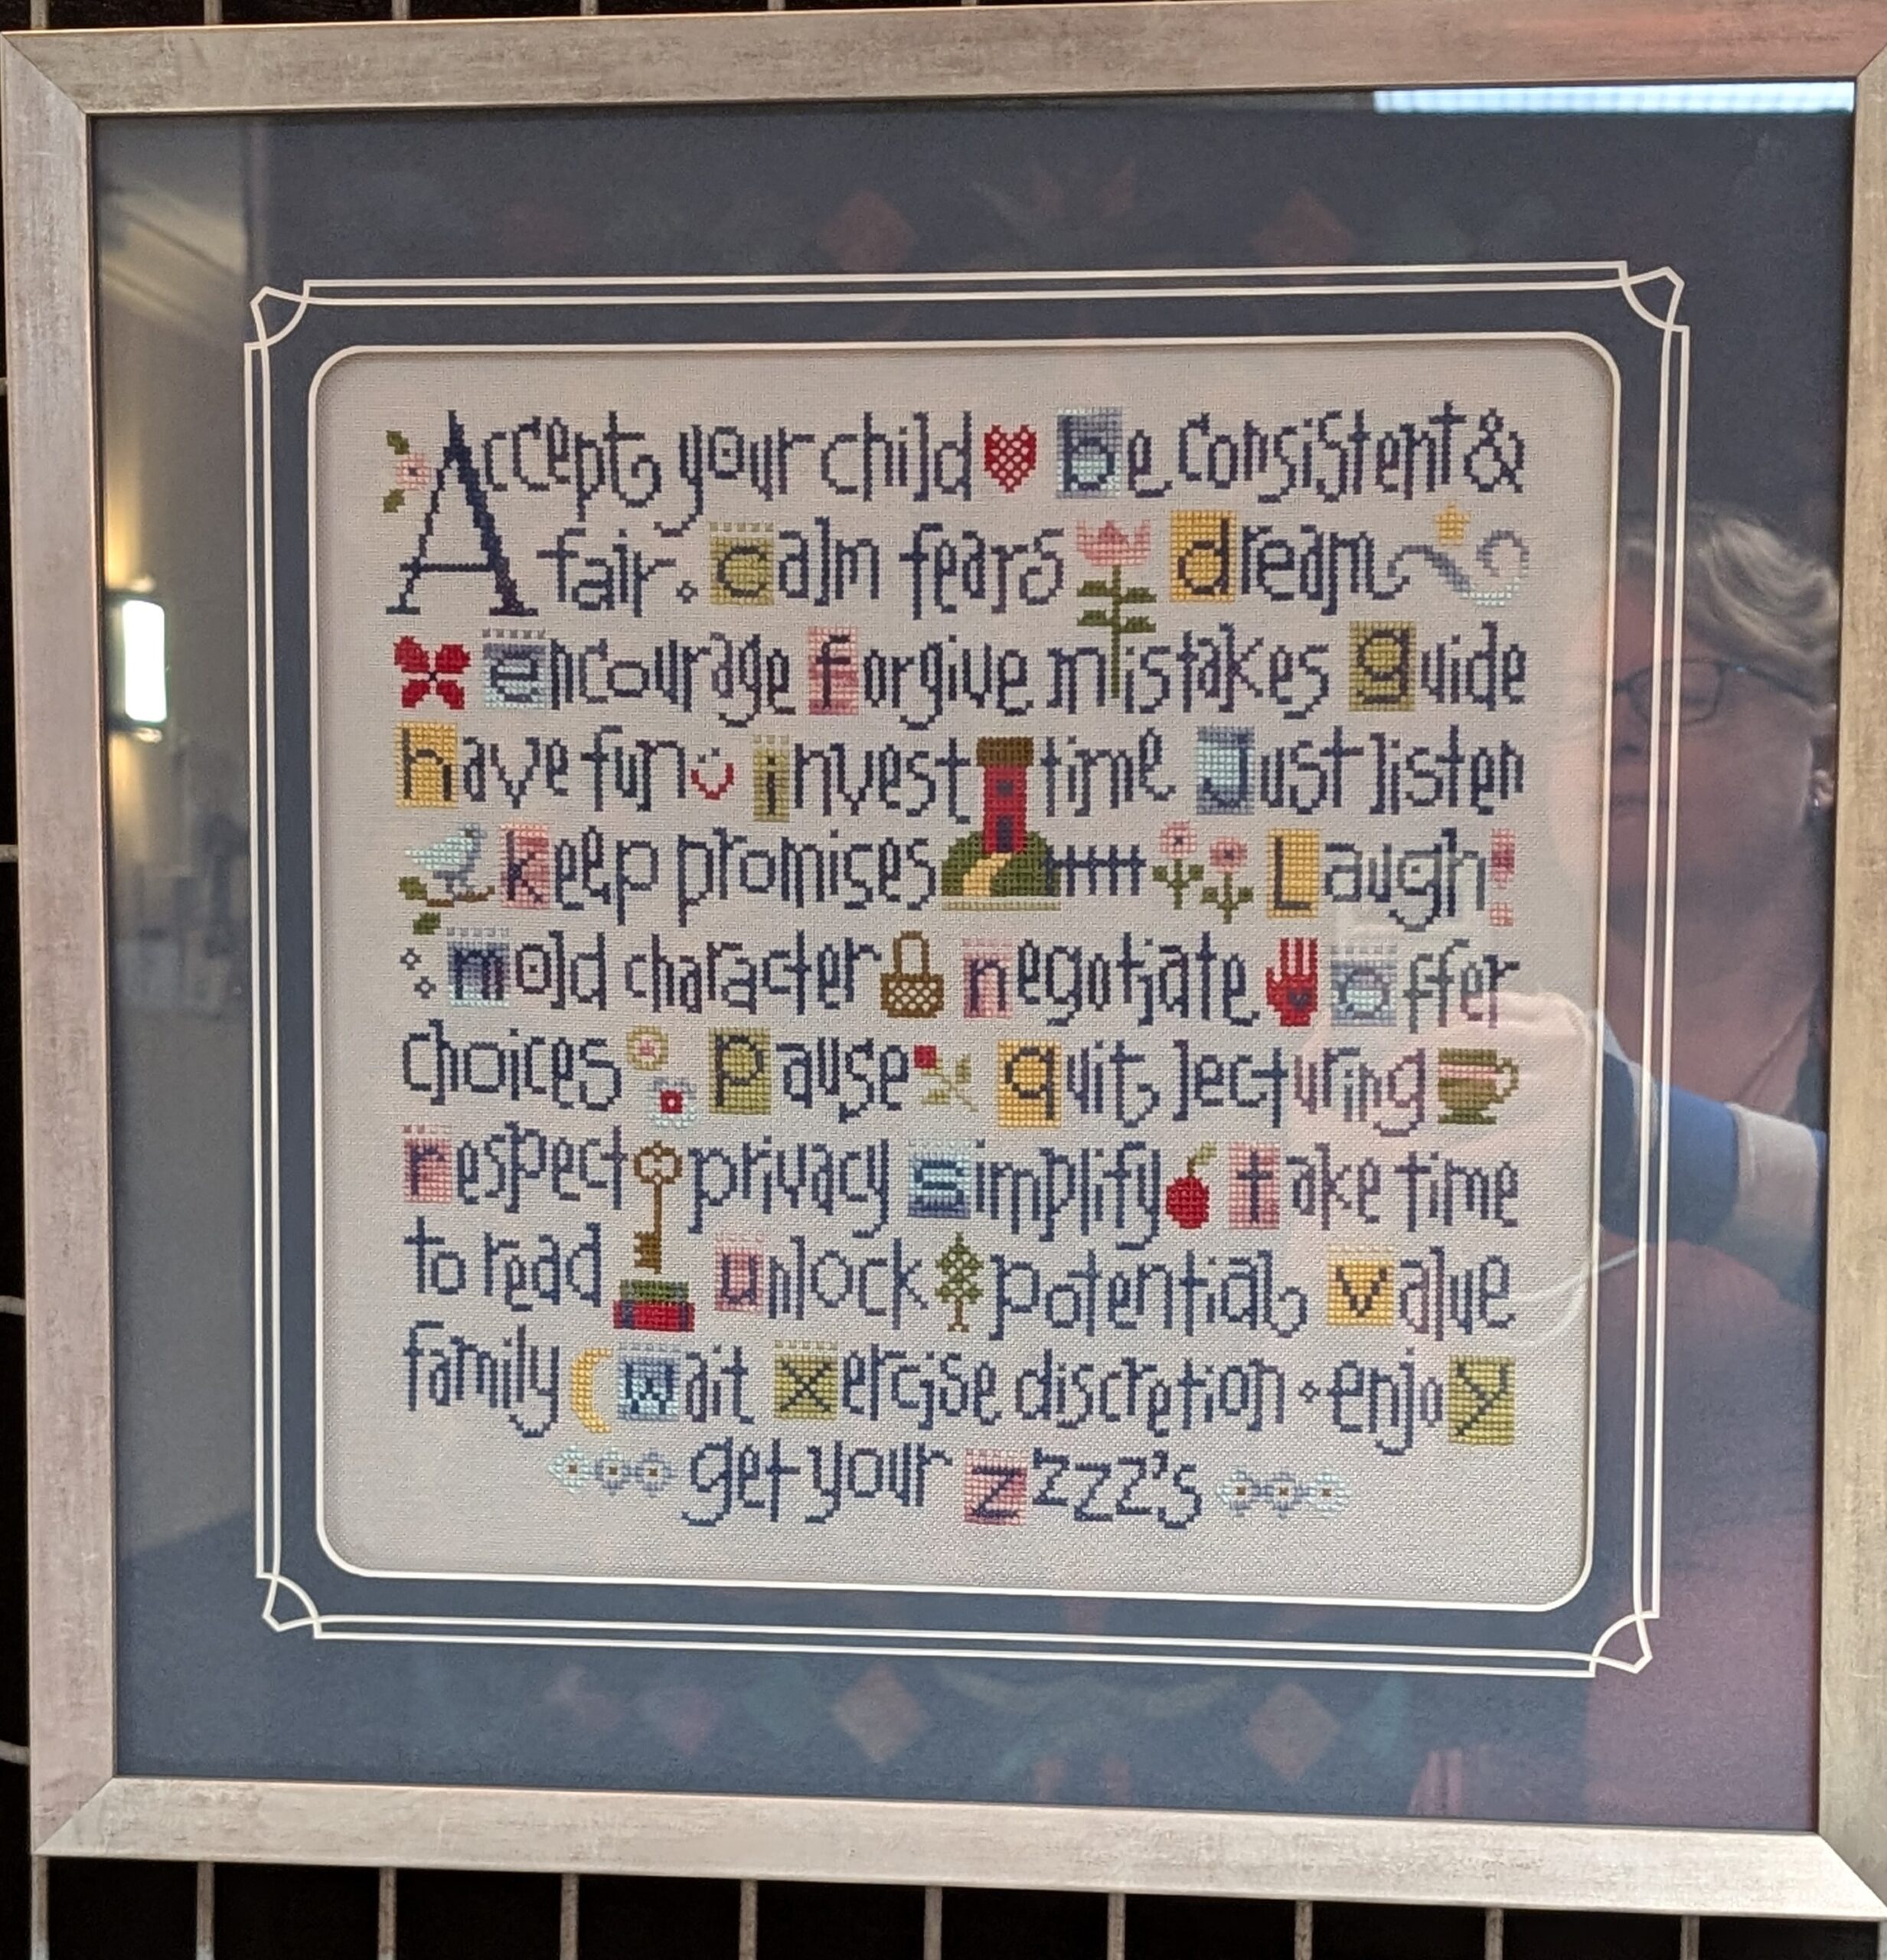 Accept your child be consistent &
fair. calm fears dream
encourage forgive mistakes guide
have fun invest time Just listen
keep promises Laugh!
mold character negotiate offer
choices pause quit lecturing
respect privacy simplify take time
to read unlock potential value
family wait xercise discretion · enjoy
get your zzzzz's